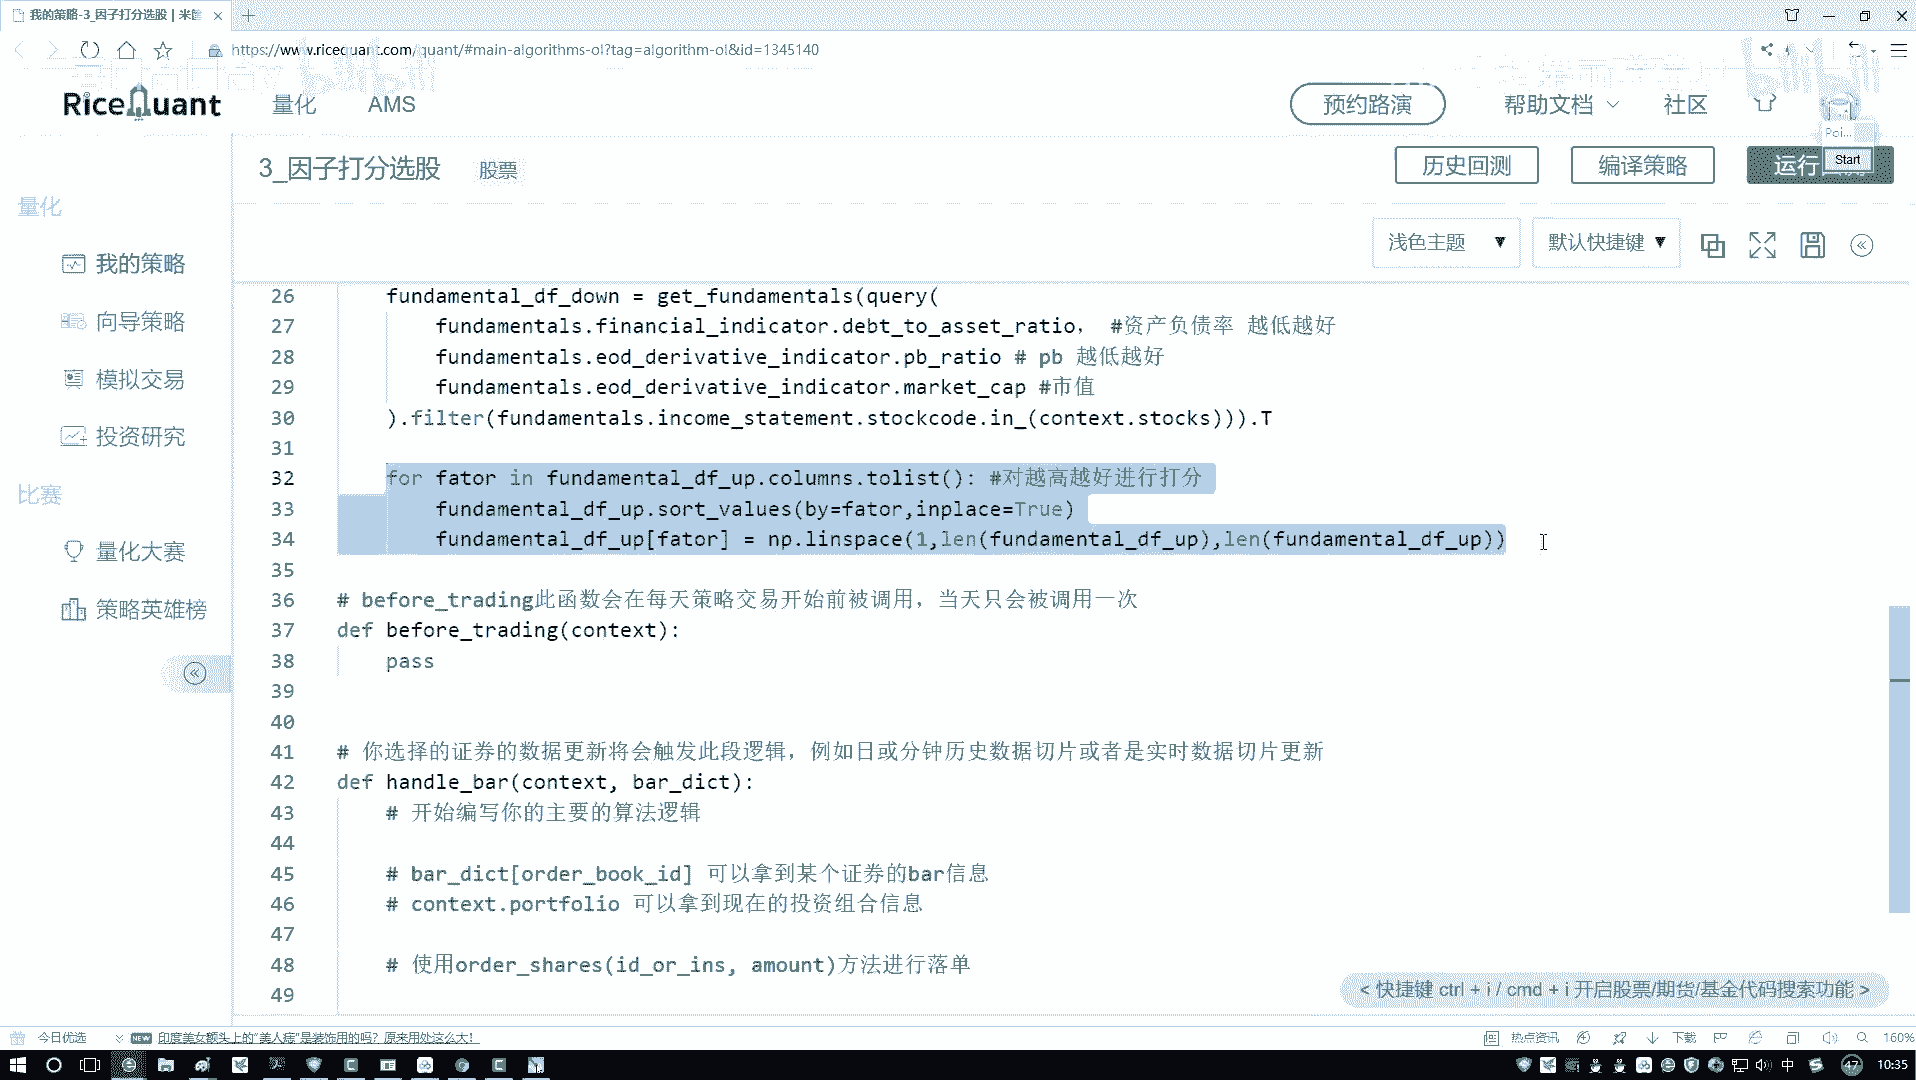 我的策略-3_因子打分选股 | 米筐
https://www.ricequant.com/quant/#main-algorithms-ol?tag=algorithm-ol&id=1345140
RiceQuant
量化
AMS
预约路演
帮助文档
社区
Poi...
Start
3_因子打分选股
股票
历史回测
编译策略
运行
量化
我的策略
向导策略
模拟交易
投资研究
比赛
量化大赛
策略英雄榜
浅色主题 ▼
默认快捷键 ▼
26 fundamental_df_down = get_fundamentals(query(
27 fundamentals.financial_indicator.debt_to_asset_ratio， #资产负债率 越低越好
28 fundamentals.eod_derivative_indicator.pb_ratio # pb 越低越好
29 fundamentals.eod_derivative_indicator.market_cap #市值
30 ).filter(fundamentals.income_statement.stockcode.in_(context.stocks))).T
31
32 for fator in fundamental_df_up.columns.tolist(): #对越高越好进行打分
33 fundamental_df_up.sort_values(by=fator,inplace=True)
34 fundamental_df_up[fator] = np.linspace(1,len(fundamental_df_up),len(fundamental_df_up))
35
36 # before_trading此函数会在每天策略交易开始前被调用，当天只会被调用一次
37 def before_trading(context):
38 pass
39
40
41 # 你选择的证券的数据更新将会触发此段逻辑，例如日或分钟历史数据切片或者是实时数据切片更新
42 def handle_bar(context, bar_dict):
43 # 开始编写你的主要的算法逻辑
44
45 # bar_dict[order_book_id] 可以拿到某个证券的bar信息
46 # context.portfolio 可以拿到现在的投资组合信息
47
48 # 使用order_shares(id_or_ins, amount)方法进行落单
49
< 快捷键 ctrl + i / cmd + i 开启股票/期货/基金代码搜索功能 >
今日优选
NEW 印度美女额头上的“美人痣”是装饰用的吗？原来用处这么大！
热点资讯
下载
160%
中
47
10:35